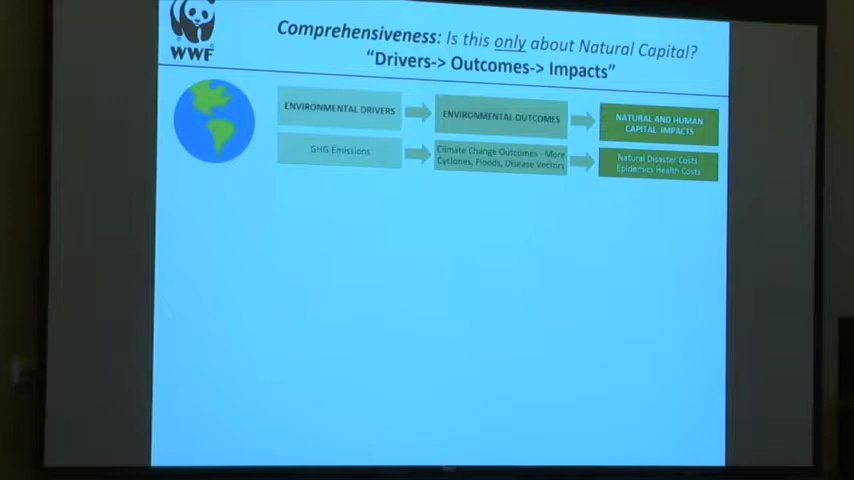 WWF
Comprehensiveness: Is this only about Natural Capital?
"Drivers-> Outcomes-> Impacts"
ENVIRONMENTAL DRIVERS
ENVIRONMENTAL OUTCOMES
NATURAL AND HUMAN
CAPITAL IMPACTS
GHG Emissions
Climate Change Outcomes - More
Cyclones, Floods, Disease Vectors
Natural Disaster Costs
Epidemics Health Costs